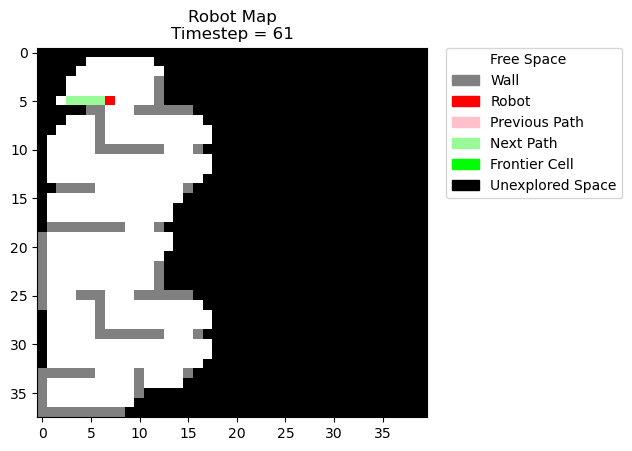 Robot Map
Timestep = 61
Free Space
Wall
Robot
Previous Path
Next Path
Frontier Cell
Unexplored Space
0
5
10
15
20
25
30
35
0 5 10 15 20 25 30 35